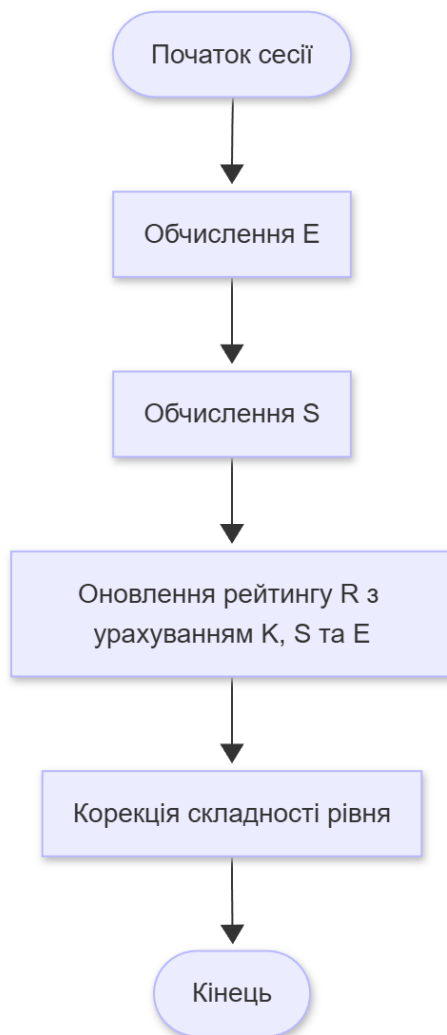 Початок сесії
Обчислення E
Обчислення S
Оновлення рейтингу R з
урахуванням K, S та E
Корекція складності рівня
Кінець